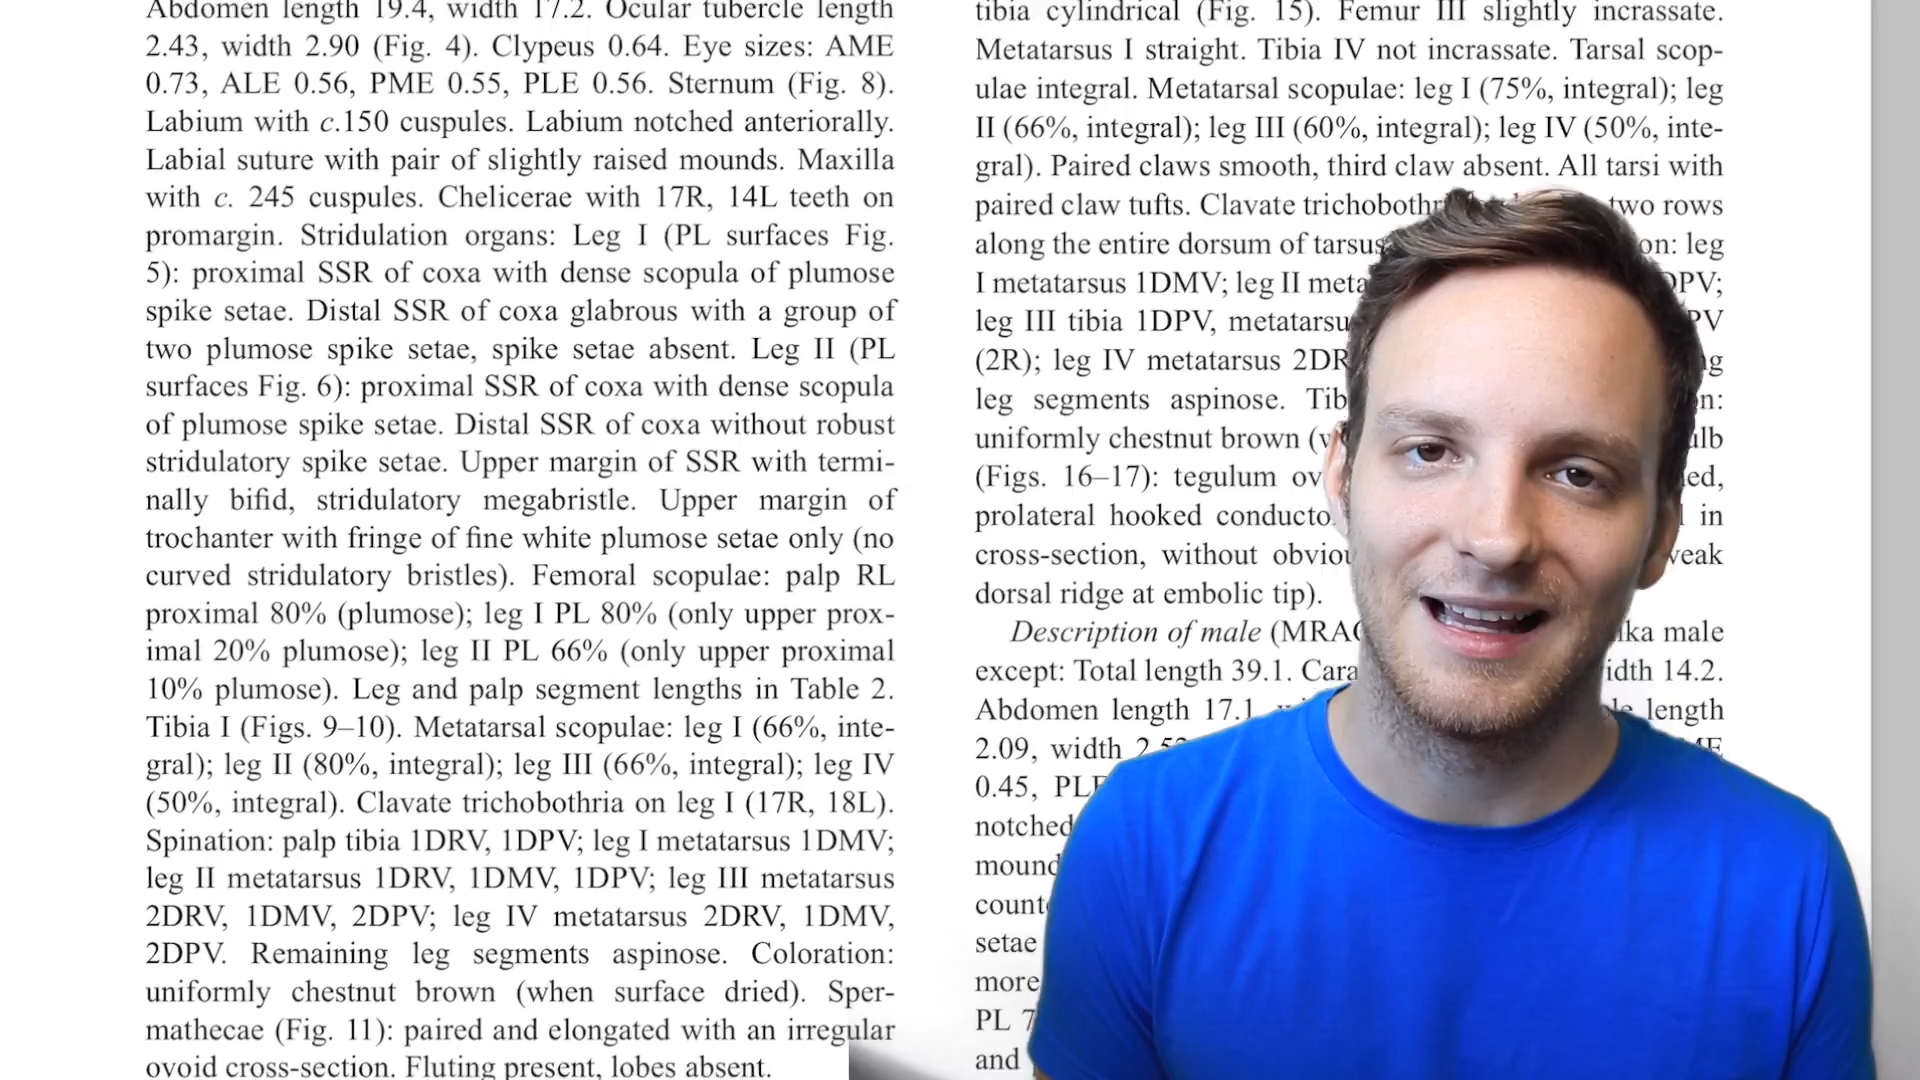 Abdomen length 19.4, width 17.2. Ocular tubercle length
2.43, width 2.90 (Fig. 4). Clypeus 0.64. Eye sizes: AME
0.73, ALE 0.56, PME 0.55, PLE 0.56. Sternum (Fig. 8).
Labium with c.150 cuspules. Labium notched anteriorally.
Labial suture with pair of slightly raised mounds. Maxilla
with c. 245 cuspules. Chelicerae with 17R, 14L teeth on
promargin. Stridulation organs: Leg I (PL surfaces Fig.
5): proximal SSR of coxa with dense scopula of plumose
spike setae. Distal SSR of coxa glabrous with a group of
two plumose spike setae, spike setae absent. Leg II (PL
surfaces Fig. 6): proximal SSR of coxa with dense scopula
of plumose spike setae. Distal SSR of coxa without robust
stridulatory spike setae. Upper margin of SSR with termi-
nally bifid, stridulatory megabristle. Upper margin of
trochanter with fringe of fine white plumose setae only (no
curved stridulatory bristles). Femoral scopulae: palp RL
proximal 80% (plumose); leg I PL 80% (only upper prox-
imal 20% plumose); leg II PL 66% (only upper proximal
10% plumose). Leg and palp segment lengths in Table 2.
Tibia I (Figs. 9–10). Metatarsal scopulae: leg I (66%, inte-
gral); leg II (80%, integral); leg III (66%, integral); leg IV
(50%, integral). Clavate trichobothria on leg I (17R, 18L).
Spination: palp tibia 1DRV, 1DPV; leg I metatarsus 1DMV;
leg II metatarsus 1DRV, 1DMV, 1DPV; leg III metatarsus
2DRV, 1DMV, 2DPV; leg IV metatarsus 2DRV, 1DMV,
2DPV. Remaining leg segments aspinose. Coloration:
uniformly chestnut brown (when surface dried). Sper-
mathecae (Fig. 11): paired and elongated with an irregular
ovoid cross-section. Fluting present, lobes absent.
tibia cylindrical (Fig. 15). Femur III slightly incrassate.
Metatarsus I straight. Tibia IV not incrassate. Tarsal scop-
ulae integral. Metatarsal scopulae: leg I (75%, integral); leg
II (66%, integral); leg III (60%, integral); leg IV (50%, inte-
gral). Paired claws smooth, third claw absent. All tarsi with
paired claw tufts. Clavate two rows
along the entire dorsum of tarsus on: leg
I metatarsus 1DMV; leg II DPV;
leg III tibia 1DPV,
(2R); leg IV metatarsus
leg segments aspinose.
uniformly chestnut brown
(Figs. 16–17): tegulum
prolateral hooked in
cross-section, without weak
dorsal ridge at embolic tip).
Description of male male
except: Total length 39.1. 14.2.
Abdomen length 17.1, length
2.09, width
0.45,
notched
setae
more
PL
and